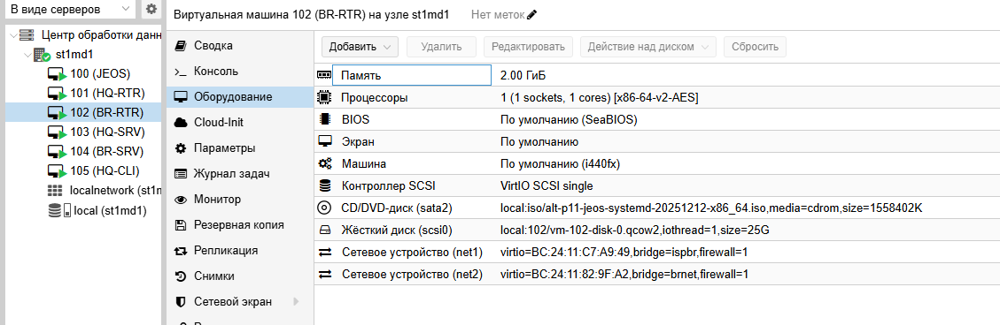 В виде серверов
Центр обработки данн
st1md1
100 (JEOS)
101 (HQ-RTR)
102 (BR-RTR)
103 (HQ-SRV)
104 (BR-SRV)
105 (HQ-CLI)
localnetwork (st1m
local (st1md1)
Виртуальная машина 102 (BR-RTR) на узле st1md1 Нет меток
Сводка
Консоль
Оборудование
Cloud-Init
Параметры
Журнал задач
Монитор
Резервная копия
Репликация
Снимки
Сетевой экран
Добавить Удалить Редактировать Действие над диском Сбросить
Память 2.00 ГиБ
Процессоры 1 (1 sockets, 1 cores) [x86-64-v2-AES]
BIOS По умолчанию (SeaBIOS)
Экран По умолчанию
Машина По умолчанию (i440fx)
Контроллер SCSI VirtIO SCSI single
CD/DVD-диск (sata2) local:iso/alt-p11-jeos-systemd-20251212-x86_64.iso,media=cdrom,size=1558402K
Жёсткий диск (scsi0) local:102/vm-102-disk-0.qcow2,iothread=1,size=25G
Сетевое устройство (net1) virtio=BC:24:11:C7:A9:49,bridge=ispbr,firewall=1
Сетевое устройство (net2) virtio=BC:24:11:82:9F:A2,bridge=brnet,firewall=1